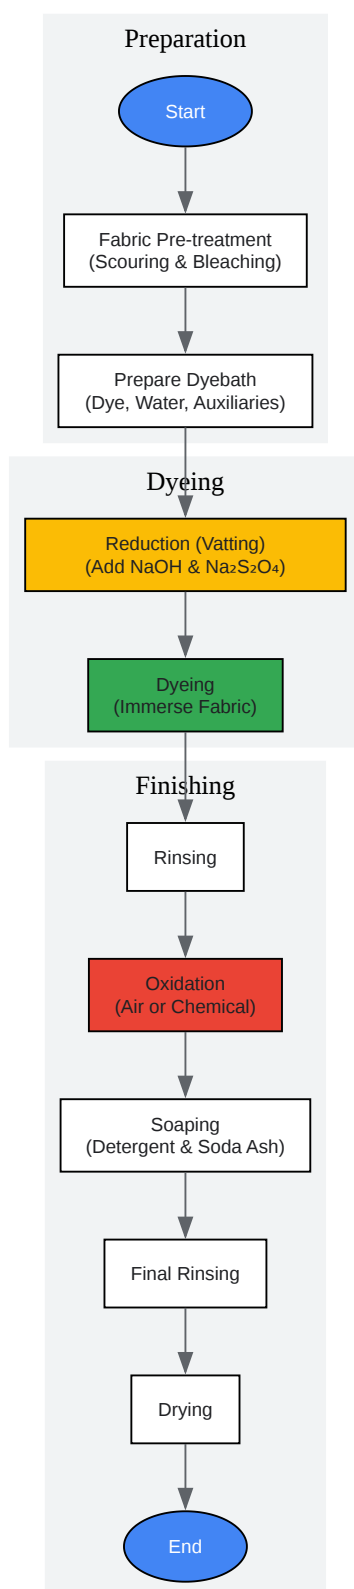 Preparation
Start
Fabric Pre-treatment
(Scouring & Bleaching)
Prepare Dyebath
(Dye, Water, Auxiliaries)
Dyeing
Reduction (Vatting)
(Add NaOH & Na₂S₂O₄)
Dyeing
(Immerse Fabric)
Finishing
Rinsing
Oxidation
(Air or Chemical)
Soaping
(Detergent & Soda Ash)
Final Rinsing
Drying
End